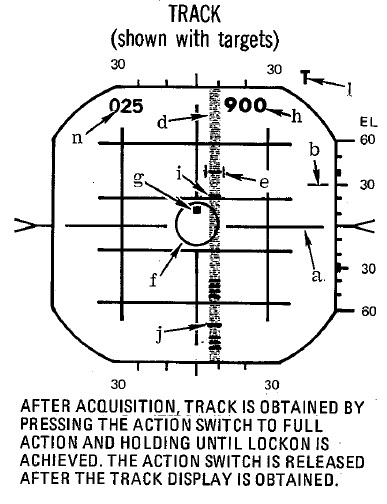 TRACK
(shown with targets)
30 30 T l
025 900
n d h EL
60
b
i e 30
g
f a
30
j
60
30 30
AFTER ACQUISITION, TRACK IS OBTAINED BY
PRESSING THE ACTION SWITCH TO FULL
ACTION AND HOLDING UNTIL LOCKON IS
ACHIEVED. THE ACTION SWITCH IS RELEASED
AFTER THE TRACK DISPLAY IS OBTAINED.